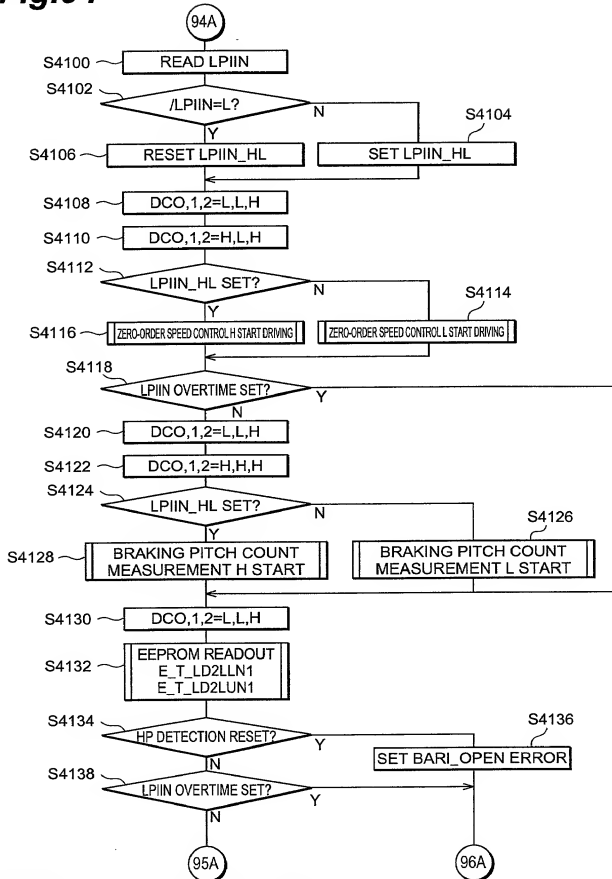 94A
S4100
READ LPIIN
S4102
/LPIIN=L?
N
Y
S4104
SET LPIIN_HL
S4106
RESET LPIIN_HL
S4108
DCO,1,2=L,L,H
S4110
DCO,1,2=H,L,H
S4112
LPIIN_HL SET?
N
Y
S4114
ZERO-ORDER SPEED CONTROL L START DRIVING
S4116
ZERO-ORDER SPEED CONTROL H START DRIVING
S4118
LPIIN OVERTIME SET?
Y
N
S4120
DCO,1,2=L,L,H
S4122
DCO,1,2=H,H,H
S4124
LPIIN_HL SET?
N
Y
S4126
BRAKING PITCH COUNT
MEASUREMENT L START
S4128
BRAKING PITCH COUNT
MEASUREMENT H START
S4130
DCO,1,2=L,L,H
S4132
EEPROM READOUT
E_T_LD2LLN1
E_T_LD2LUN1
S4134
HP DETECTION RESET?
Y
N
S4136
SET BARI_OPEN ERROR
S4138
LPIIN OVERTIME SET?
Y
N
95A
96A